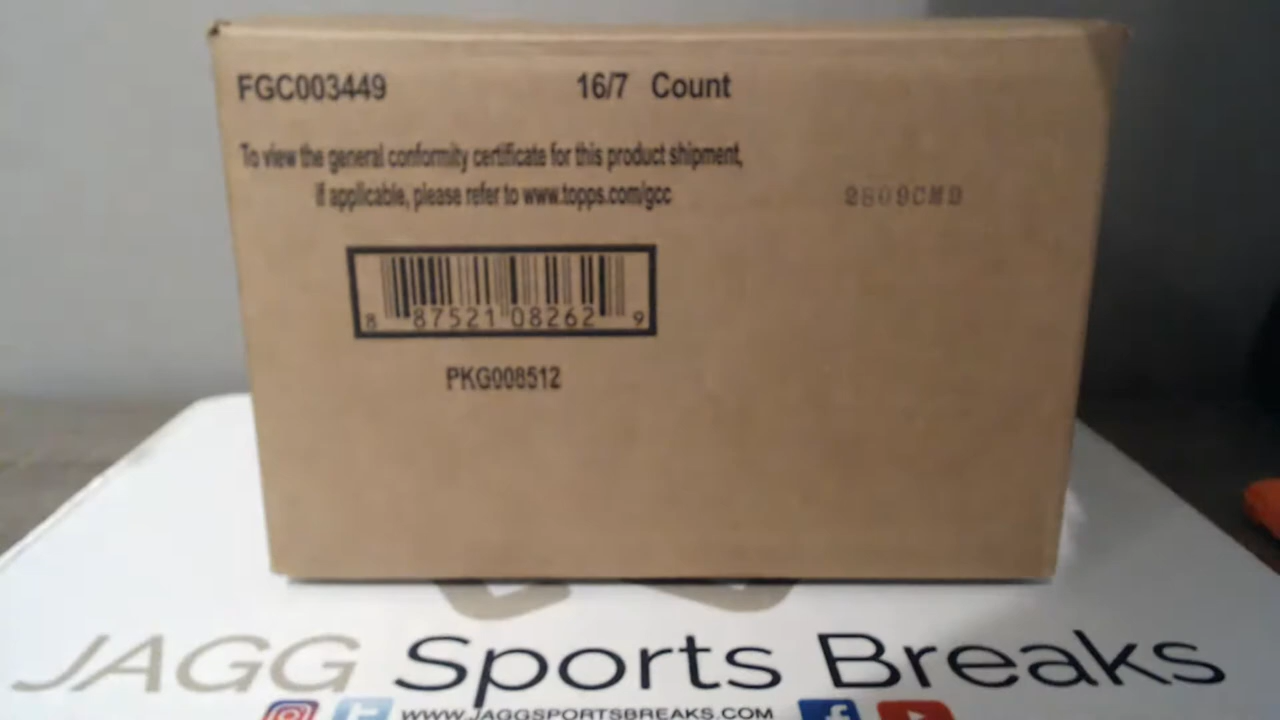 FGC003449 16/7 Count
To view the general conformity certificate for this product shipment,
if applicable, please refer to www.topps.com/gcc
2809CMD
8 87521 08262 9
PKG008512
JAGG Sports Breaks
WWW.JAGGSPORTSBREAKS.COM